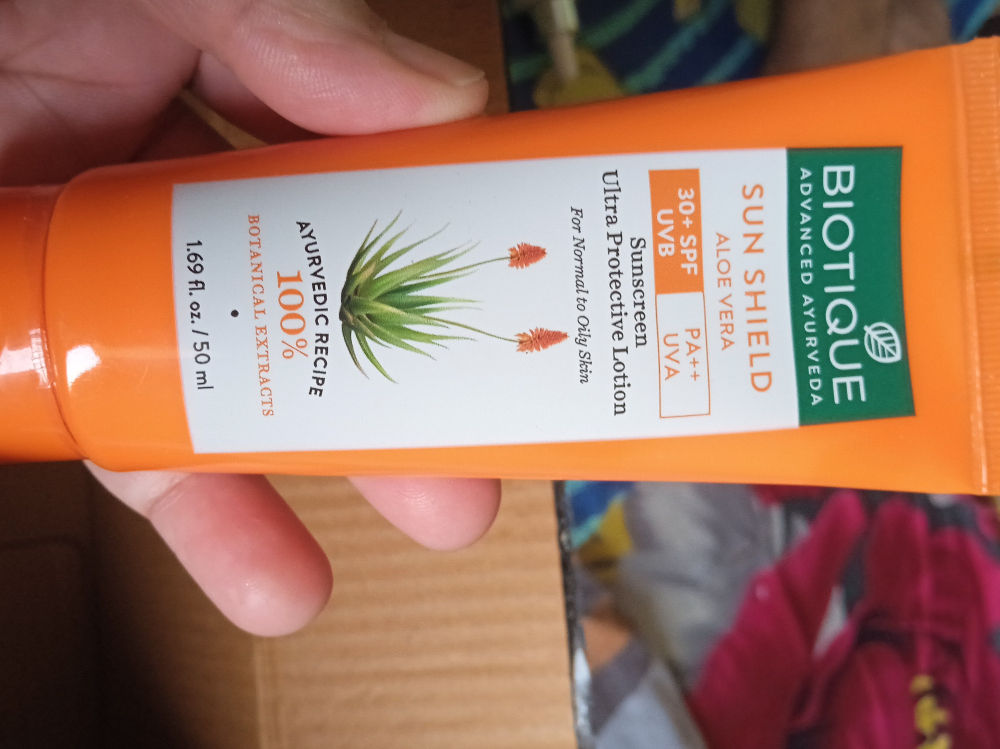 BIOTIQUE
ADVANCED AYURVEDA
SUN SHIELD
ALOE VERA
30+ SPF
UVB
PA++
UVA
Sunscreen
Ultra Protective Lotion
For Normal to Oily Skin
AYURVEDIC RECIPE
100%
BOTANICAL EXTRACTS
1.69 fl. oz. / 50 ml